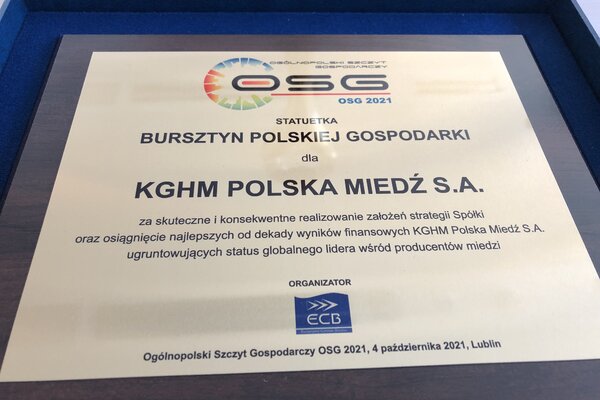 OGÓLNOPOLSKI SZCZYT
GOSPODARCZY
OSG
OSG 2021
STATUETKA
BURSZTYN POLSKIEJ GOSPODARKI
dla
KGHM POLSKA MIEDŹ S.A.
za skuteczne i konsekwentne realizowanie założeń strategii Spółki
oraz osiągnięcie najlepszych od dekady wyników finansowych KGHM Polska Miedź S.A.
ugruntowujących status globalnego lidera wśród producentów miedzi
ORGANIZATOR
ECB
Ogólnopolski Szczyt Gospodarczy OSG 2021, 4 października 2021, Lublin